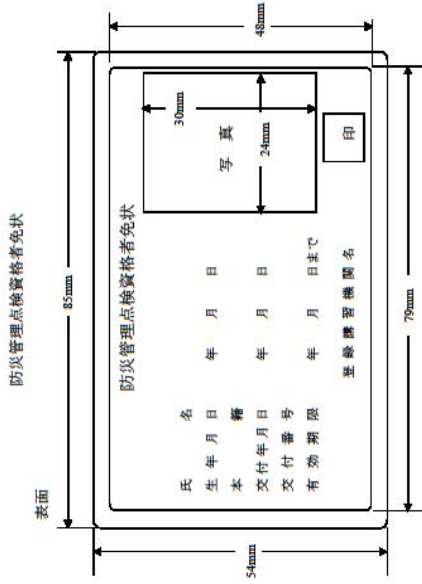 防災管理点検資格者免状
表面
85mm
54mm
48mm
79mm
防災管理点検資格者免状
氏名
生年月日 年 月 日
本籍
交付年月日 年 月 日
交付番号
有効期限 年 月 日まで
登録講習機関名
印
写真
30mm
24mm